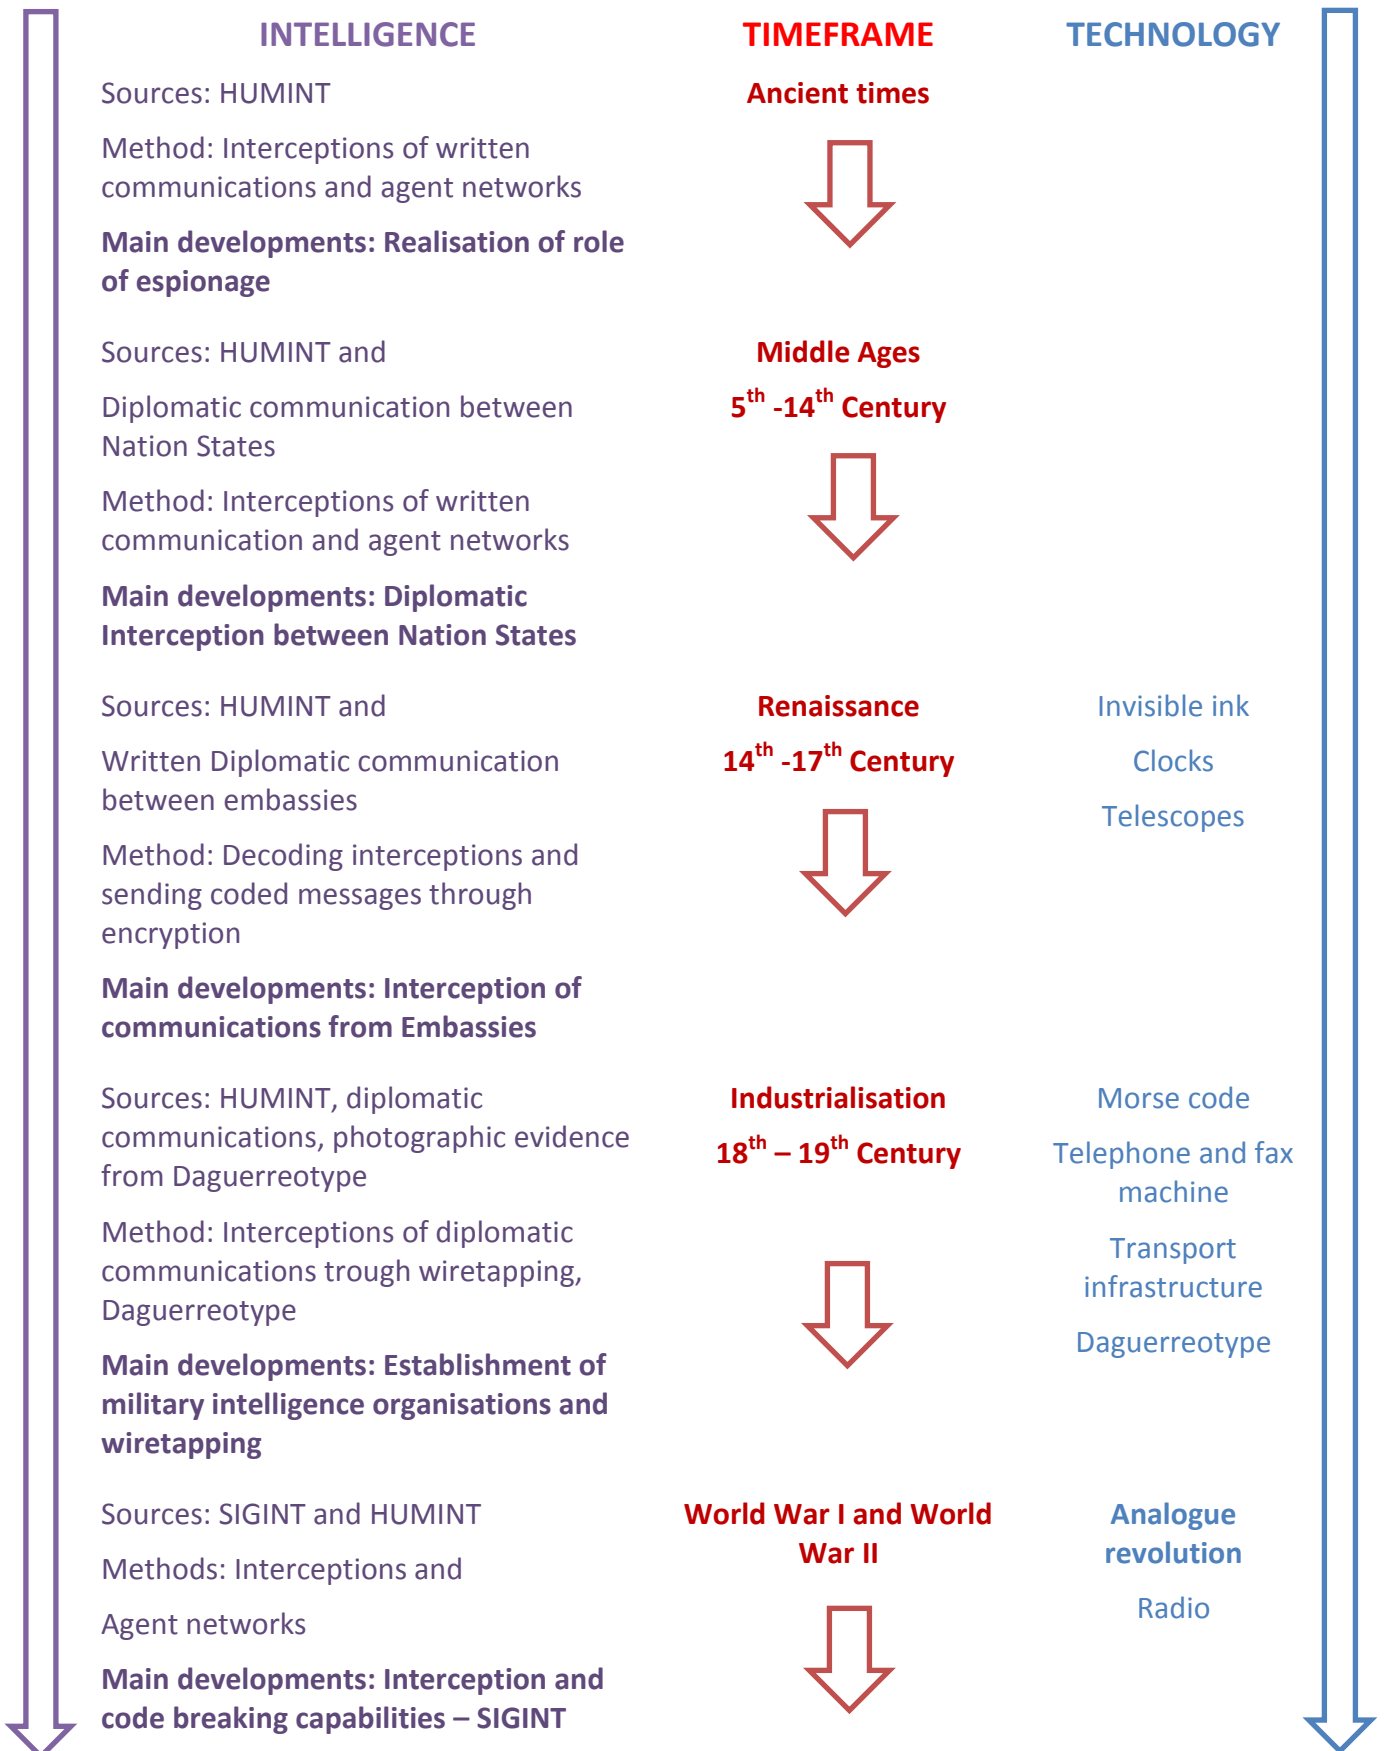 INTELLIGENCE
TIMEFRAME
TECHNOLOGY
Sources: HUMINT
Ancient times
Method: Interceptions of written
communications and agent networks
Main developments: Realisation of role
of espionage
Sources: HUMINT and
Middle Ages
Diplomatic communication between
Nation States
5th -14th Century
Method: Interceptions of written
communication and agent networks
Main developments: Diplomatic
Interception between Nation States
Sources: HUMINT and
Renaissance
Invisible ink
Written Diplomatic communication
between embassies
14th -17th Century
Clocks
Telescopes
Method: Decoding interceptions and
sending coded messages through
encryption
Main developments: Interception of
communications from Embassies
Sources: HUMINT, diplomatic
communications, photographic evidence
from Daguerreotype
Industrialisation
18th – 19th Century
Morse code
Telephone and fax
machine
Transport
infrastructure
Daguerreotype
Method: Interceptions of diplomatic
communications trough wiretapping,
Daguerreotype
Main developments: Establishment of
military intelligence organisations and
wiretapping
Sources: SIGINT and HUMINT
World War I and World
War II
Analogue
revolution
Radio
Methods: Interceptions and
Agent networks
Main developments: Interception and
code breaking capabilities – SIGINT